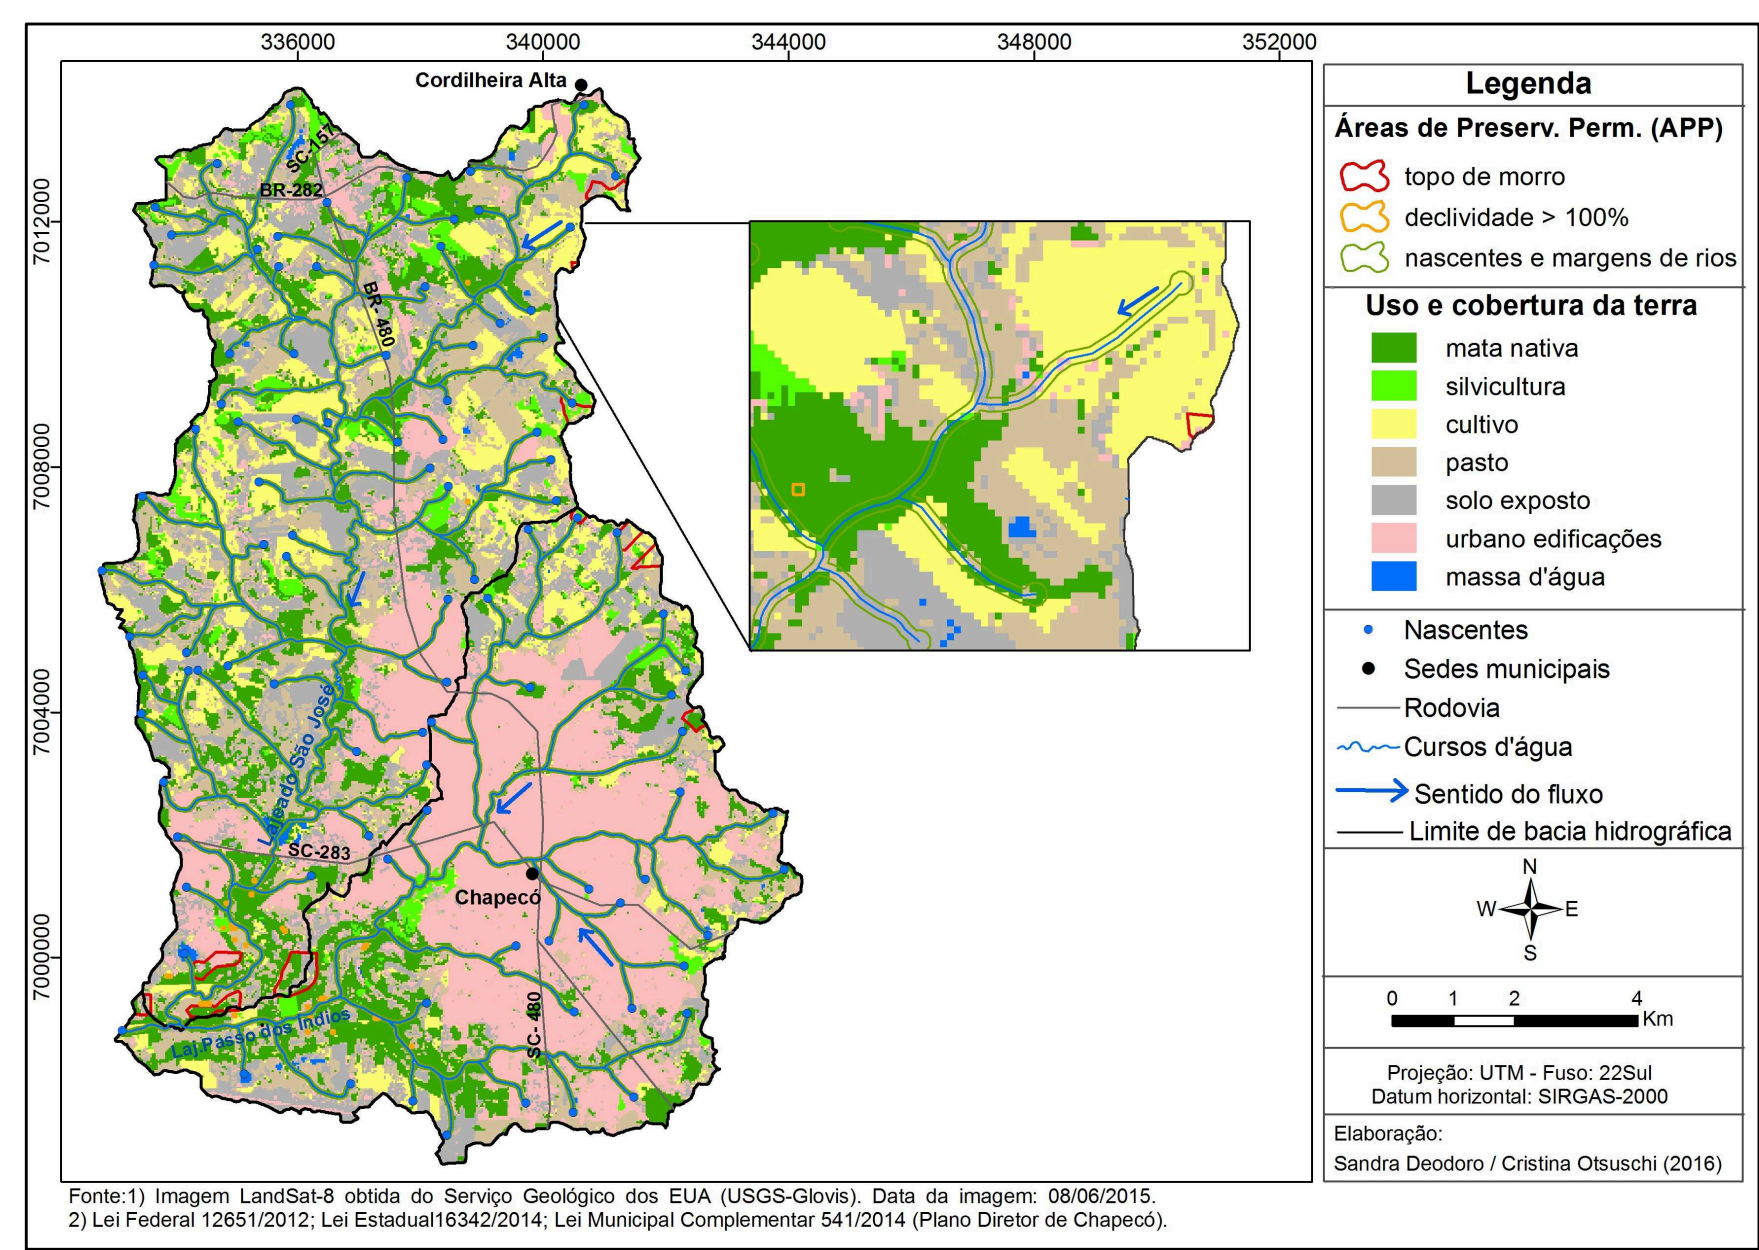 336000
340000
344000
348000
352000
7012000
7008000
7004000
7000000
Cordilheira Alta
SC-157
BR-282
BR- 480
Lajeado São José
SC-283
Chapecó
SC- 480
Laj.Passo dos Índios
Legenda
Áreas de Preserv. Perm. (APP)
topo de morro
declividade > 100%
nascentes e margens de rios
Uso e cobertura da terra
mata nativa
silvicultura
cultivo
pasto
solo exposto
urbano edificações
massa d'água
Nascentes
Sedes municipais
Rodovia
Cursos d'água
Sentido do fluxo
Limite de bacia hidrográfica
N
W
E
S
0 1 2 4
Km
Projeção: UTM - Fuso: 22Sul
Datum horizontal: SIRGAS-2000
Elaboração:
Sandra Deodoro / Cristina Otsuschi (2016)
Fonte:1) Imagem LandSat-8 obtida do Serviço Geológico dos EUA (USGS-Glovis). Data da imagem: 08/06/2015.
2) Lei Federal 12651/2012; Lei Estadual16342/2014; Lei Municipal Complementar 541/2014 (Plano Diretor de Chapecó).